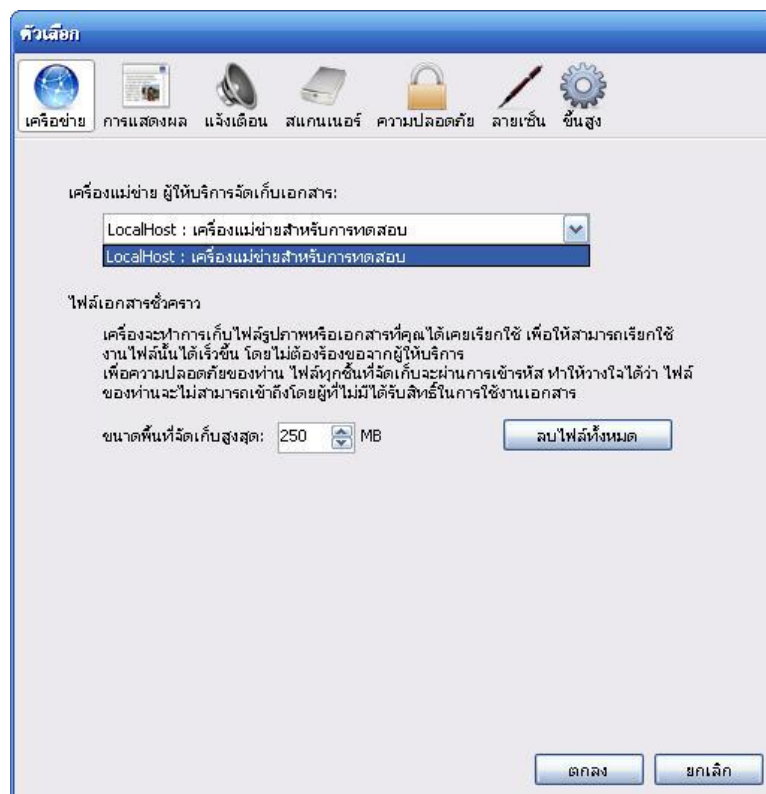 ตัวเลือก
เครือข่าย การแสดงผล แจ้งเตือน สแกนเนอร์ ความปลอดภัย ลายเซ็น ขั้นสูง
เครื่องแม่ข่าย ผู้ให้บริการจัดเก็บเอกสาร:
LocalHost : เครื่องแม่ข่ายสำหรับการทดสอบ
LocalHost : เครื่องแม่ข่ายสำหรับการทดสอบ
ไฟล์เอกสารชั่วคราว
เครื่องจะทำการเก็บไฟล์รูปภาพหรือเอกสารที่คุณได้เคยเรียกใช้ เพื่อให้สามารถเรียกใช้
งานไฟล์นั้นได้เร็วขึ้น โดยไม่ต้องร้องขอจากผู้ให้บริการ
เพื่อความปลอดภัยของท่าน ไฟล์ทุกชิ้นที่จัดเก็บจะผ่านการเข้ารหัส ทำให้วางใจได้ว่า ไฟล์
ของท่านจะไม่สามารถเข้าถึงโดยผู้ที่ไม่มีได้รับสิทธิ์ในการใช้งานเอกสาร
ขนาดพื้นที่จัดเก็บสูงสุด: 250 MB ลบไฟล์ทั้งหมด
ตกลง ยกเลิก